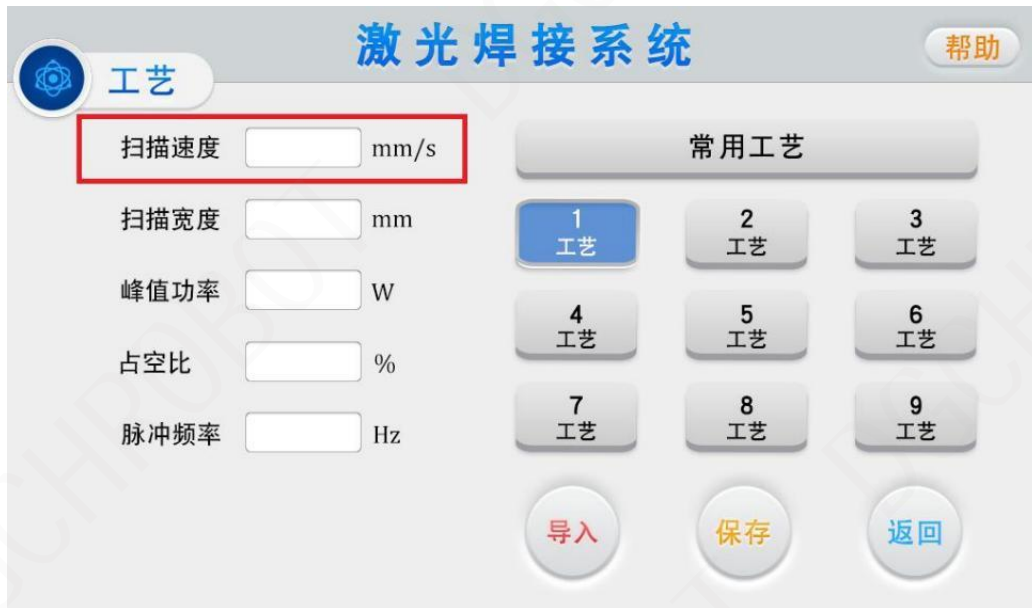 激光焊接系统
帮助
工艺
扫描速度 mm/s
扫描宽度 mm
峰值功率 W
占空比 %
脉冲频率 Hz
常用工艺
1
工艺
2
工艺
3
工艺
4
工艺
5
工艺
6
工艺
7
工艺
8
工艺
9
工艺
导入
保存
返回